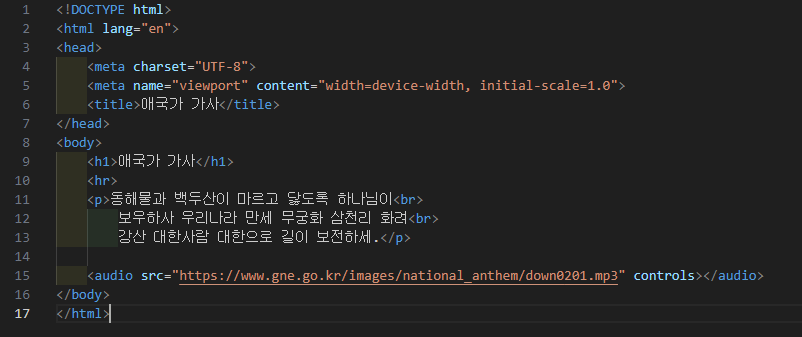 1 <!DOCTYPE html>
2 <html lang="en">
3 <head>
4     <meta charset="UTF-8">
5     <meta name="viewport" content="width=device-width, initial-scale=1.0">
6     <title>애국가 가사</title>
7 </head>
8 <body>
9     <h1>애국가 가사</h1>
10     <hr>
11     <p>동해물과 백두산이 마르고 닳도록 하나님이<br>
12         보우하사 우리나라 만세 무궁화 삼천리 화려<br>
13         강산 대한사람 대한으로 길이 보전하세.</p>
14
15     <audio src="https://www.gne.go.kr/images/national_anthem/down0201.mp3" controls></audio>
16 </body>
17 </html>